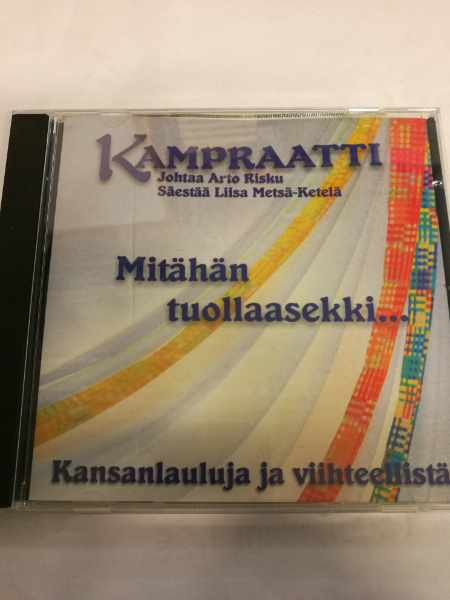 KAMPRAATTI
Johtaa Arto Risku
Säestää Liisa Metsä-Ketelä
Mitähän
tuollaasekki...
Kansanlauluja ja viihteellistä